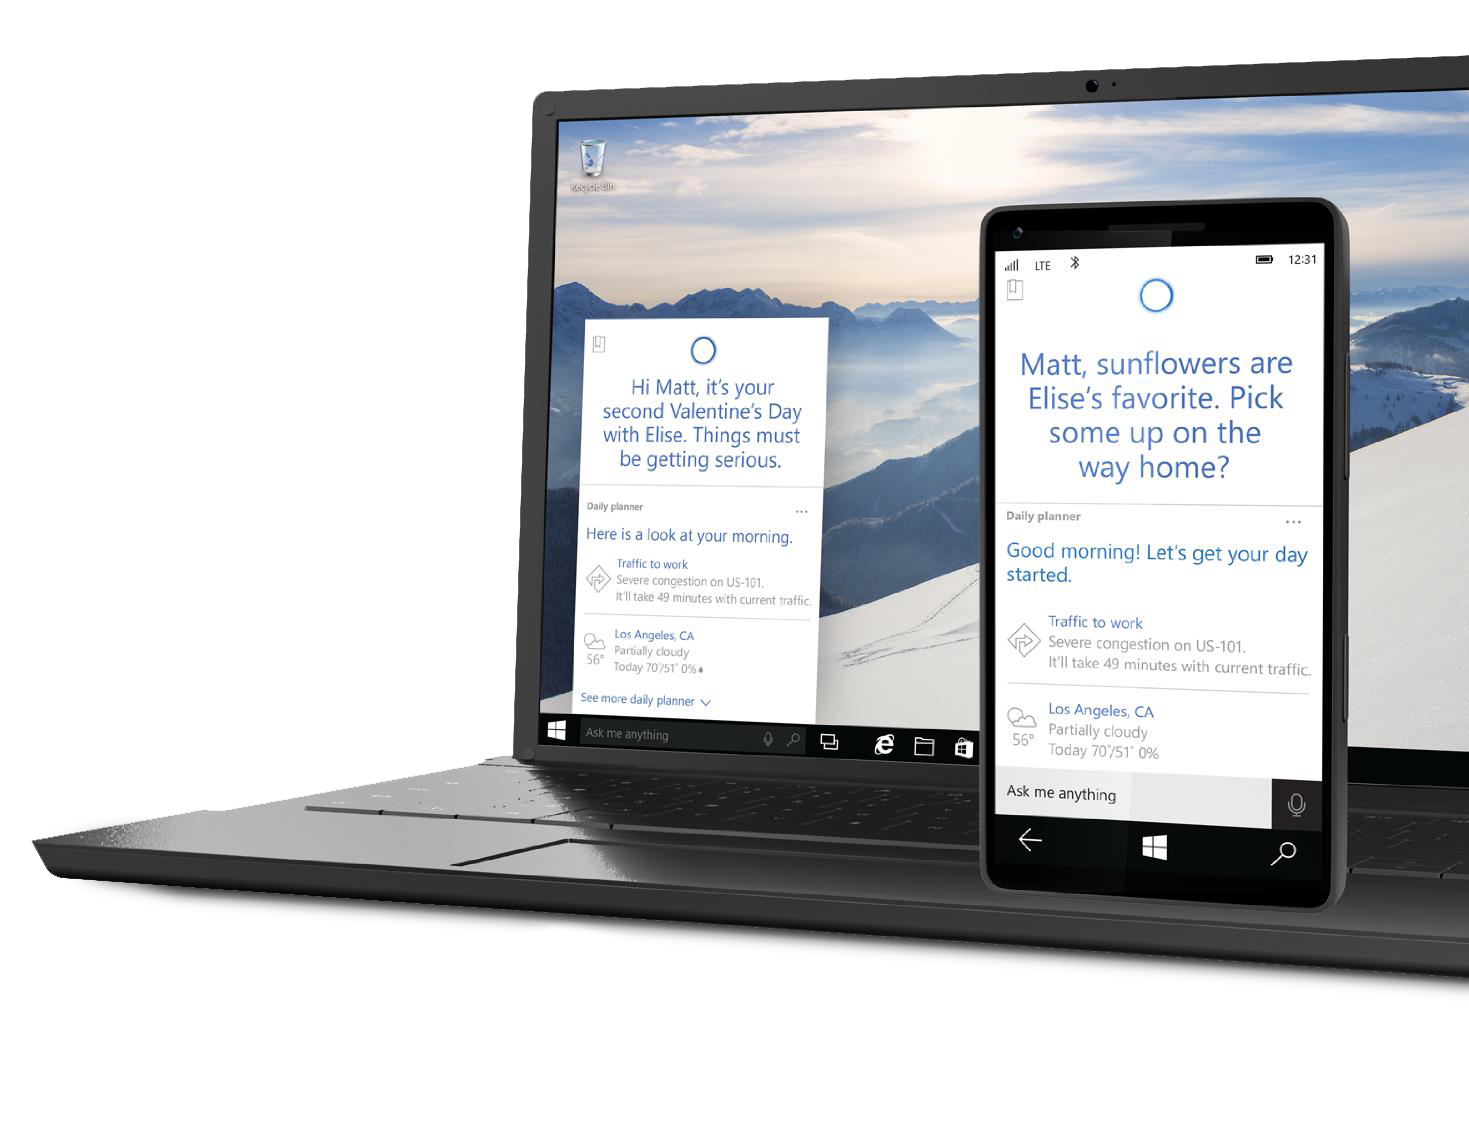 Recycle Bin
Hi Matt, it's your
second Valentine's Day
with Elise. Things must
be getting serious.
Daily planner
Here is a look at your morning.
Traffic to work
Severe congestion on US-101.
It'll take 49 minutes with current traffic.
Los Angeles, CA
56°
Partially cloudy
Today 70°/51° 0%
See more daily planner
Ask me anything
LTE
12:31
Matt, sunflowers are
Elise's favorite. Pick
some up on the
way home?
Daily planner
Good morning! Let's get your day
started.
Traffic to work
Severe congestion on US-101.
It'll take 49 minutes with current traffic.
Los Angeles, CA
56°
Partially cloudy
Today 70°/51° 0%
Ask me anything